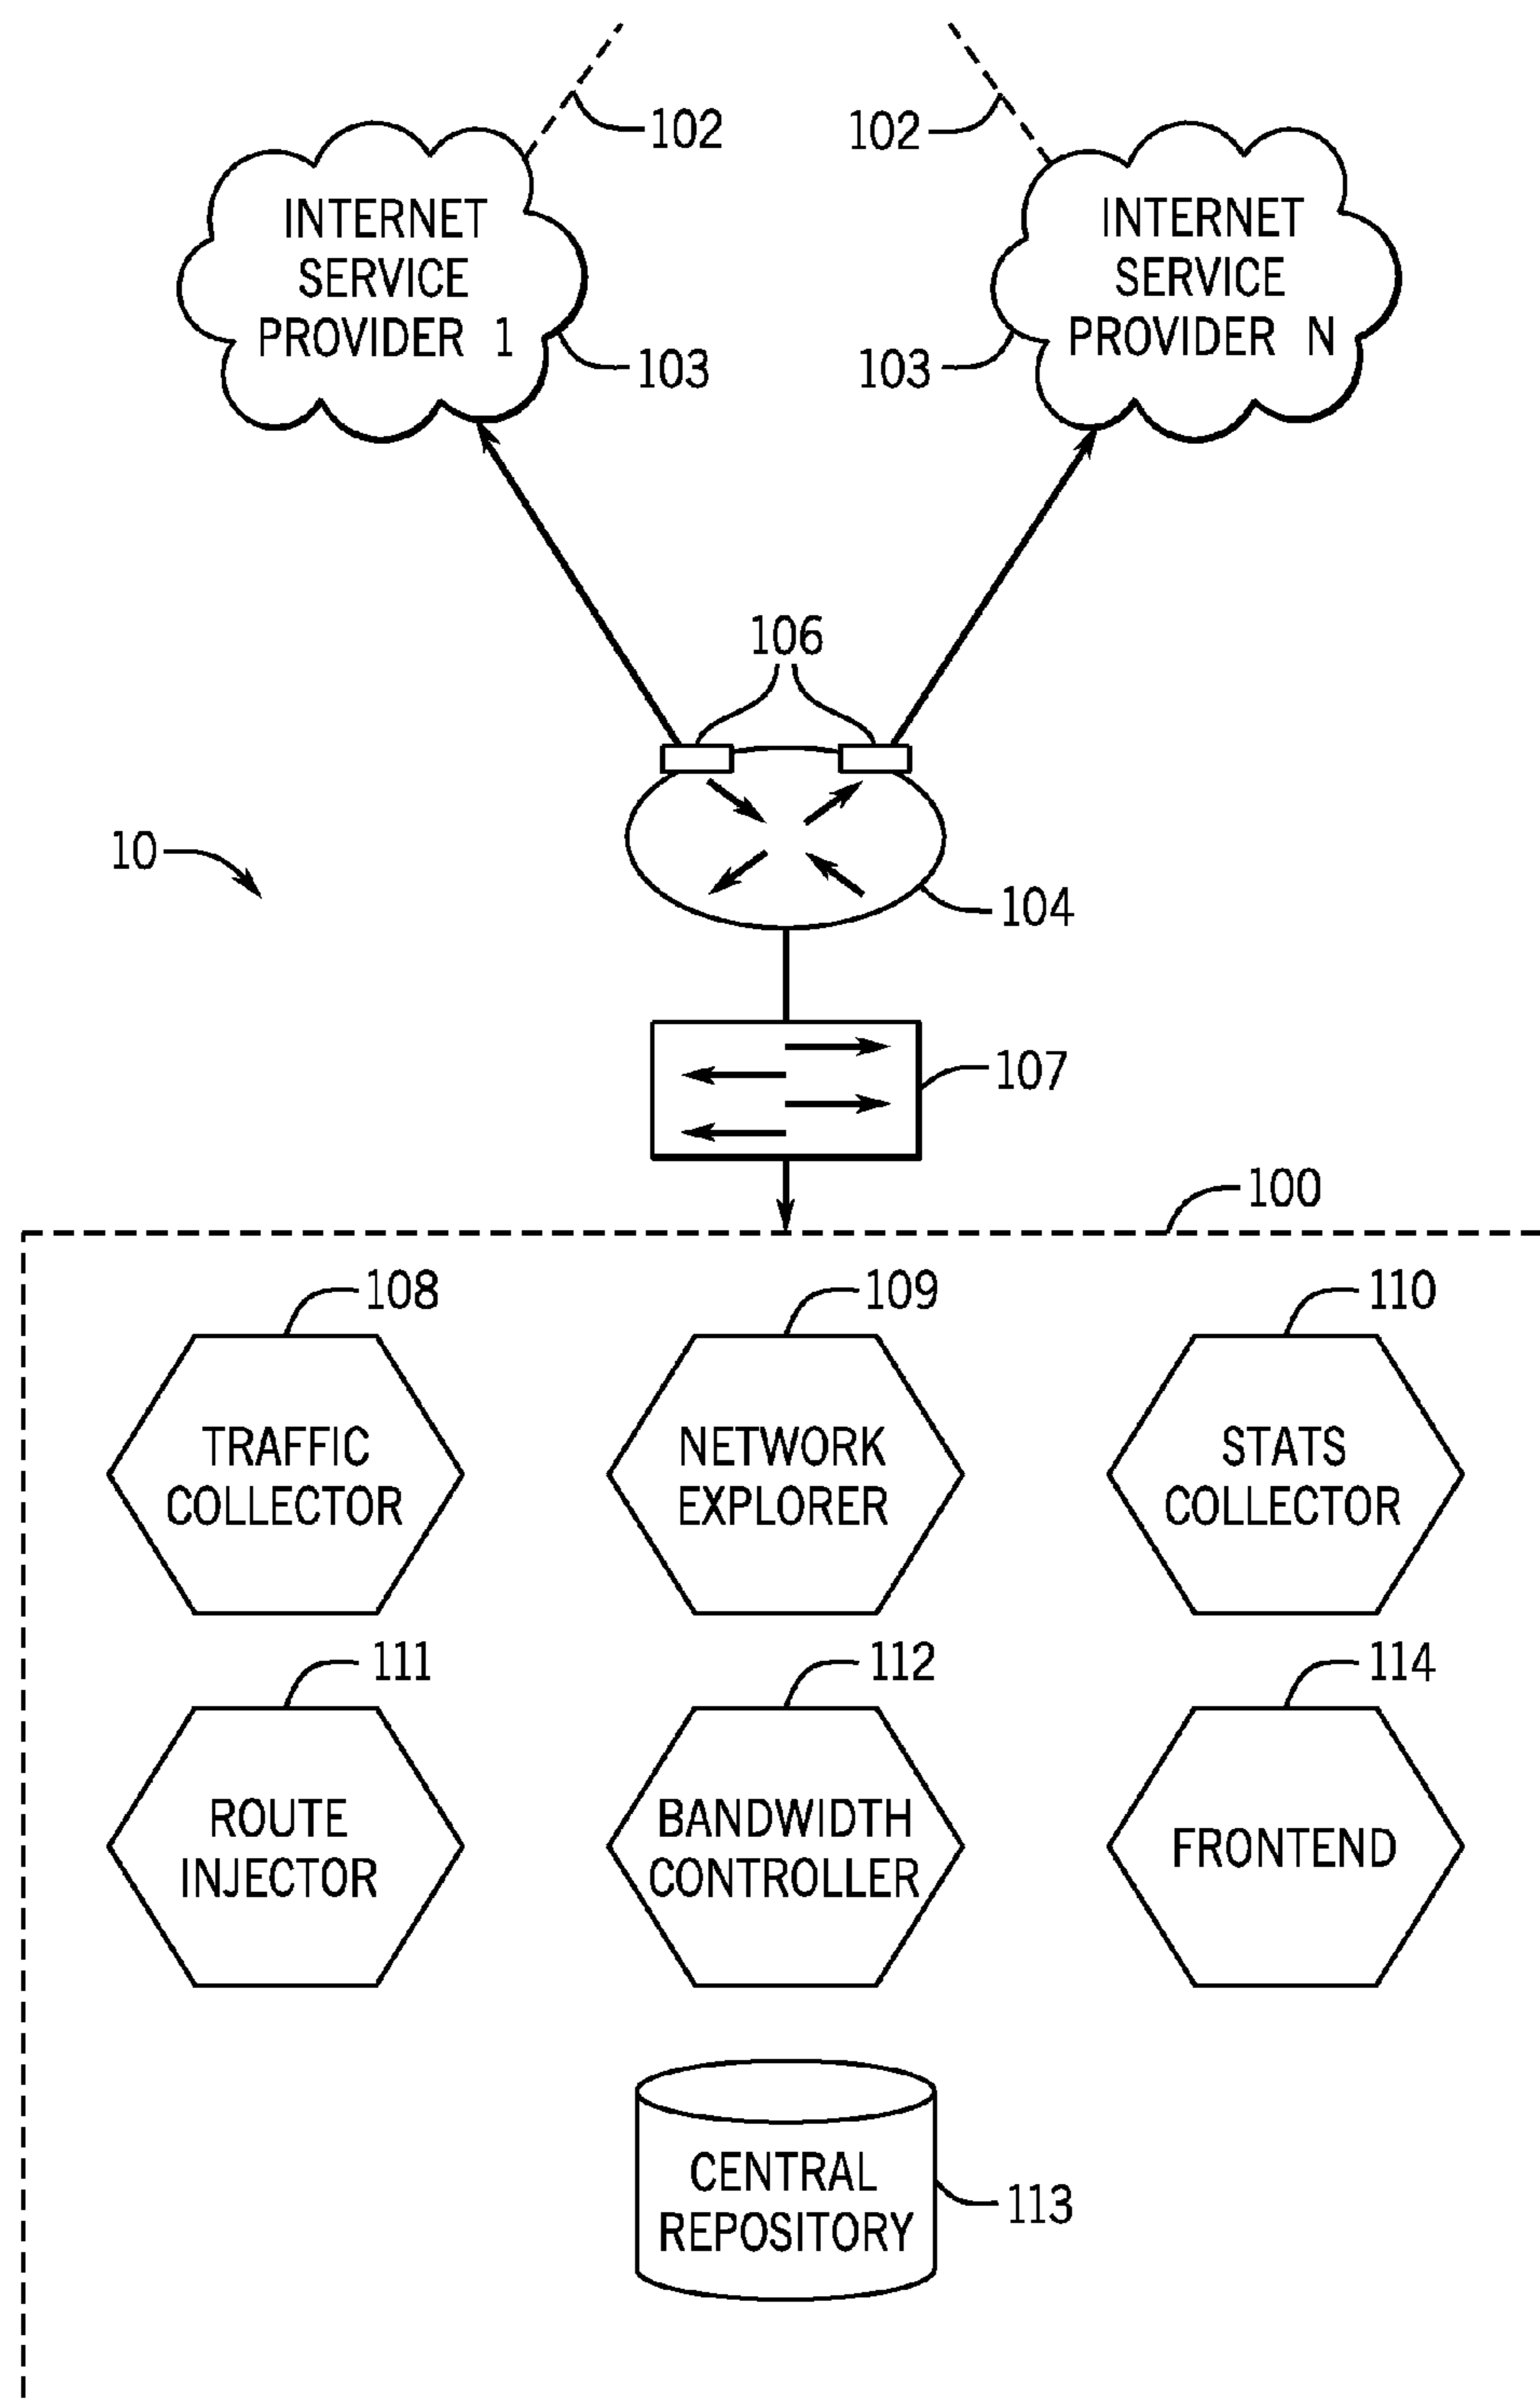 102
102
INTERNET
SERVICE
PROVIDER 1
INTERNET
SERVICE
PROVIDER N
103
103
106
10
104
107
100
108
109
110
TRAFFIC
COLLECTOR
NETWORK
EXPLORER
STATS
COLLECTOR
111
112
114
ROUTE
INJECTOR
BANDWIDTH
CONTROLLER
FRONTEND
CENTRAL
REPOSITORY
113